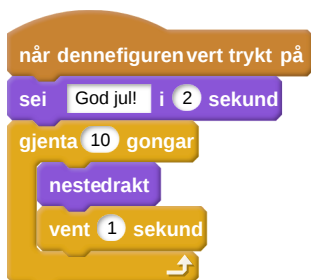 når dennefiguren vert trykt på
sei God jul! i 2 sekund
gjenta 10 gongar
nestedrakt
vent 1 sekund